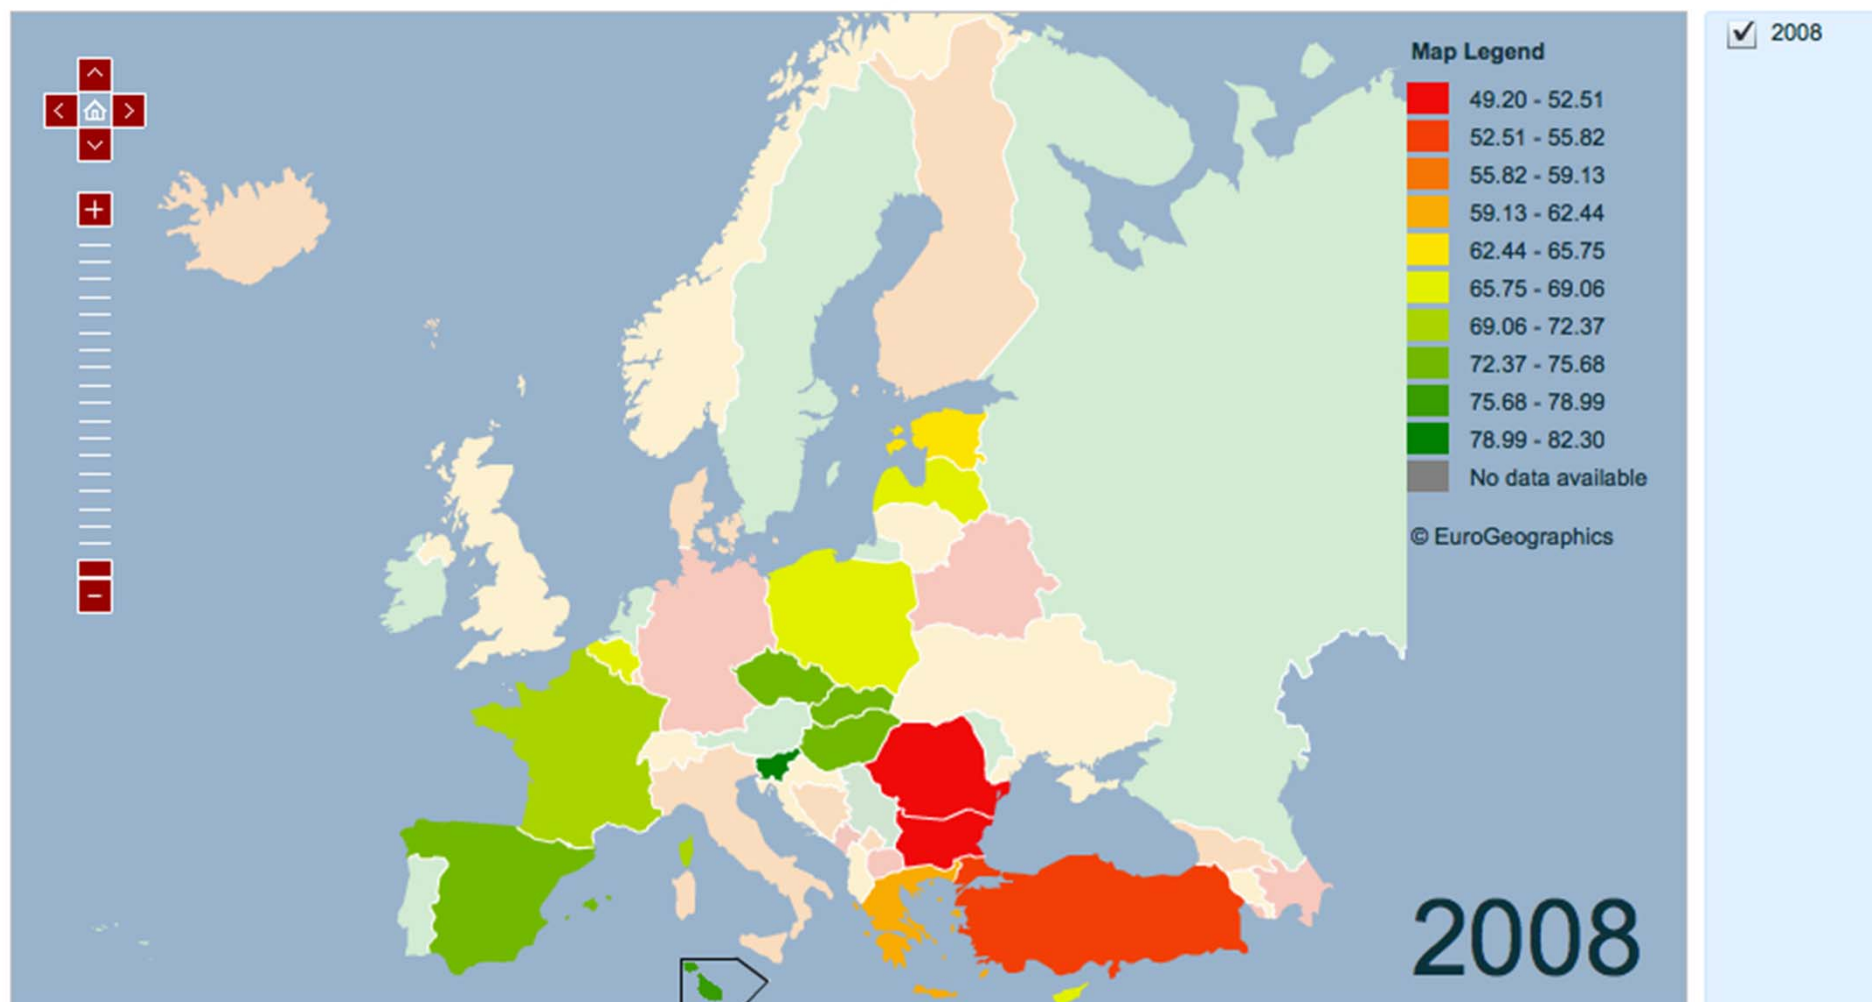 2008
Map Legend
49.20 - 52.51
52.51 - 55.82
55.82 - 59.13
59.13 - 62.44
62.44 - 65.75
65.75 - 69.06
69.06 - 72.37
72.37 - 75.68
75.68 - 78.99
78.99 - 82.30
No data available
© EuroGeographics
2008